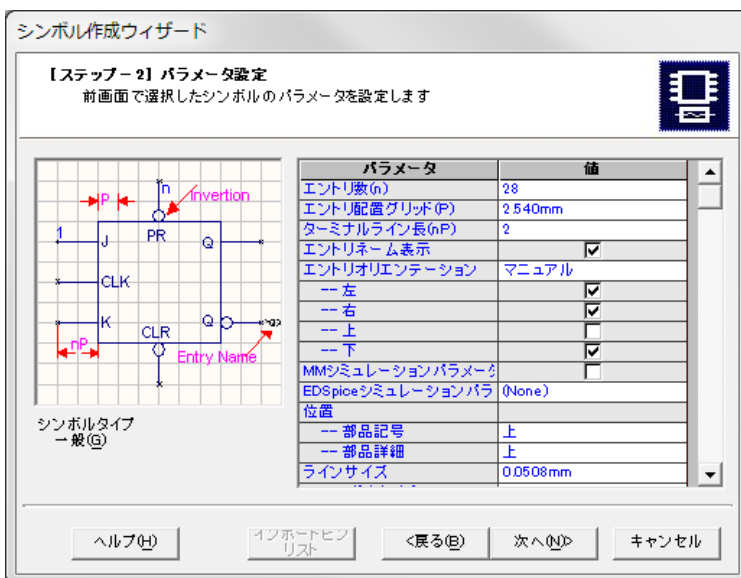 シンボル作成ウィザード
【ステップ－2】パラメータ設定
前画面で選択したシンボルのパラメータを設定します
P
n
Invertion
1
J
PR
Q
CLK
K
CLR
Q
nP
Entry Name
シンボルタイプ
一般(G)
パラメータ 値
エントリ数(n) 28
エントリ配置グリッド(P) 2.540mm
ターミナルライン長(nP) 2
エントリネーム表示
エントリオリエンテーション マニュアル
-- 左
-- 右
-- 上
-- 下
MMシミュレーションパラメータ
EDSpiceシミュレーションパラ (None)
位置
-- 部品記号 上
-- 部品詳細 上
ラインサイズ 0.0508mm
ヘルプ(H)
インポートピン
リスト
<戻る(B)
次へ(N)>
キャンセル